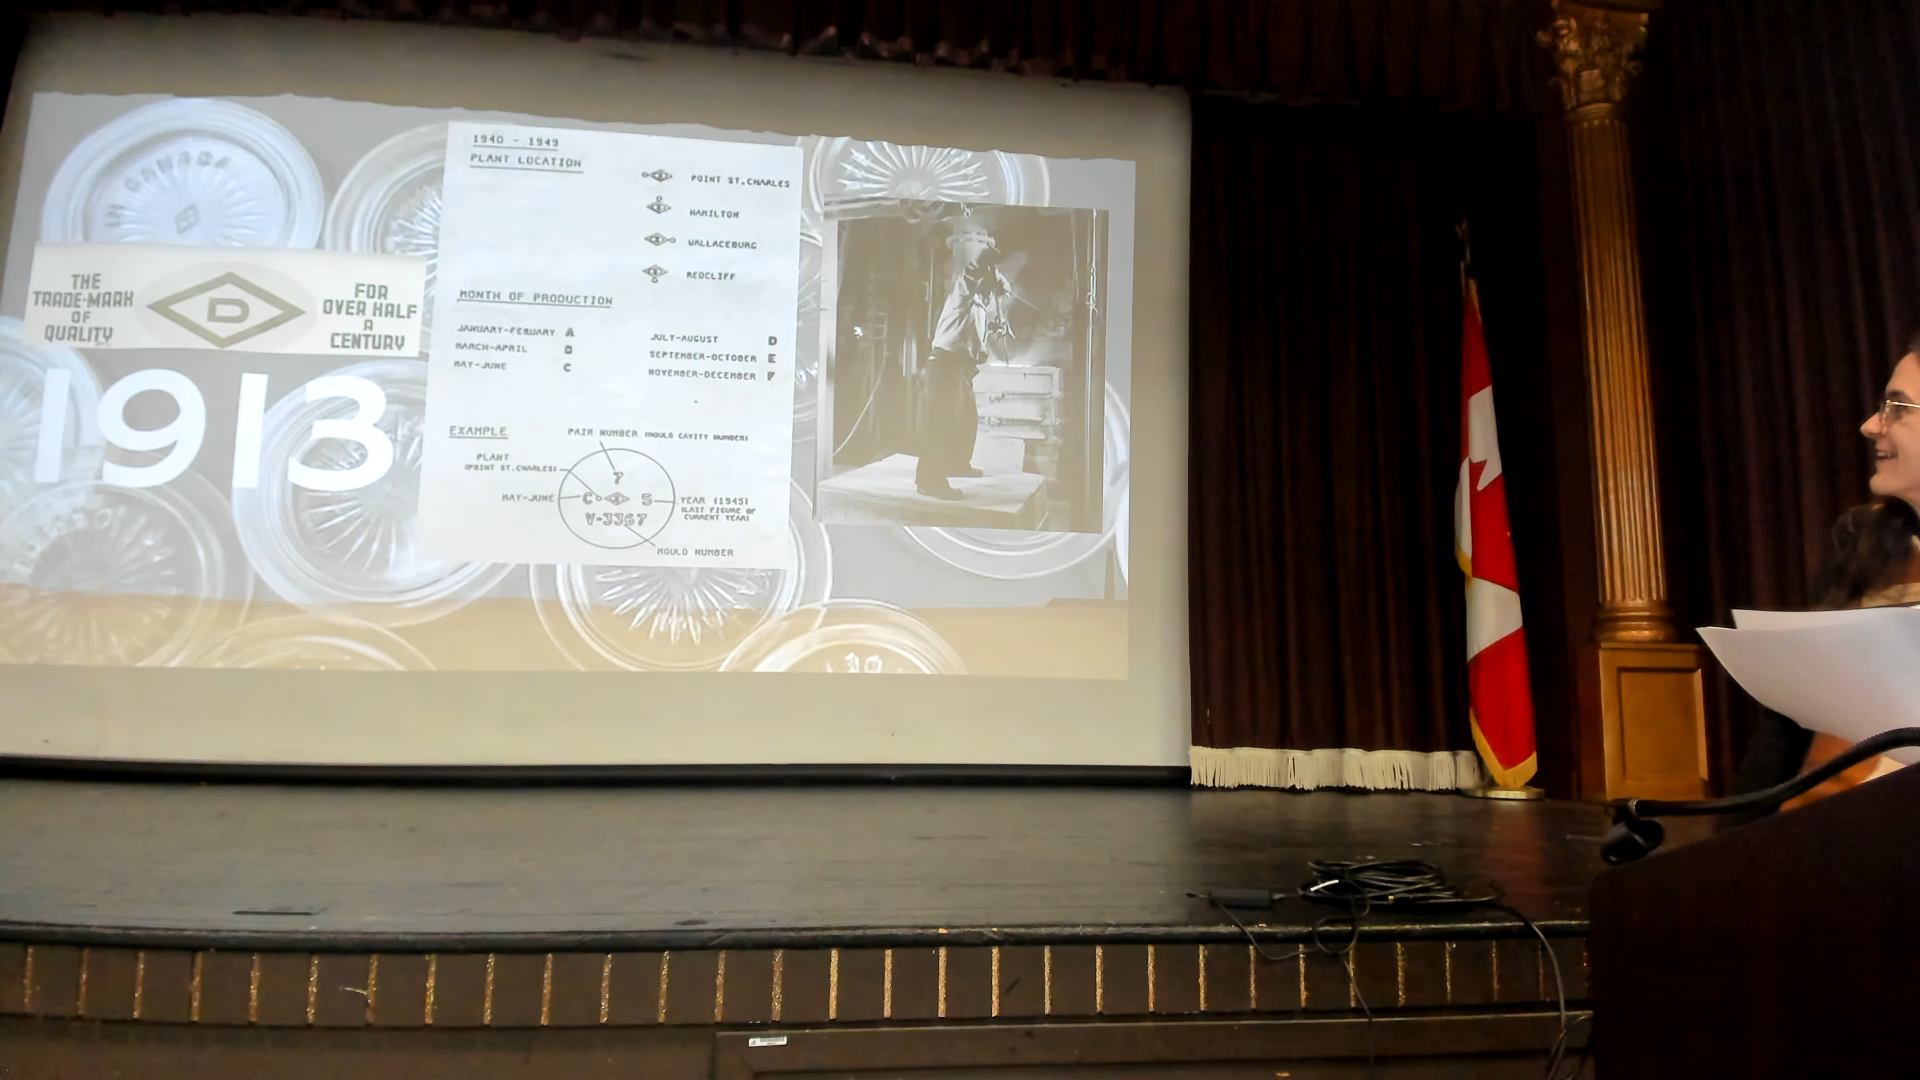 IN CANADA
THE
TRADE-MARK
OF
QUALITY
D
FOR
OVER HALF
A
CENTURY
1913
1940 - 1949
PLANT LOCATION
POINT ST.CHARLES
HAMILTON
WALLACEBURG
REDCLIFF
MONTH OF PRODUCTION
JANUARY-FEBUARY A
MARCH-APRIL B
MAY-JUNE C
JULY-AUGUST D
SEPTEMBER-OCTOBER E
NOVEMBER-DECEMBER F
EXAMPLE
PAIR NUMBER (MOULD CAVITY NUMBER)
PLANT
(POINT ST.CHARLES)
MAY-JUNE
7
C 5
V-3367
YEAR (1945)
(LAST FIGURE OF
CURRENT YEAR)
MOULD NUMBER